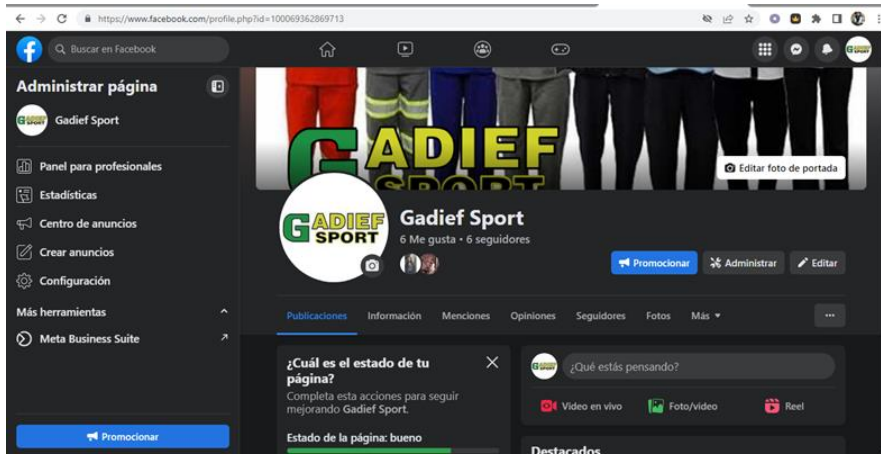 https://www.facebook.com/profile.php?id=100069362869713
Buscar en Facebook
Administrar página
GADIEF
SPORT
Gadief Sport
Panel para profesionales
Estadísticas
Centro de anuncios
Crear anuncios
Configuración
Más herramientas
Meta Business Suite
Promocionar
GADIEF
SPORT
Editar foto de portada
GADIEF
SPORT
Gadief Sport
6 Me gusta • 6 seguidores
Promocionar
Administrar
Editar
Publicaciones
Información
Menciones
Opiniones
Seguidores
Fotos
Más
¿Cuál es el estado de tu
página?
Completa esta acciones para seguir
mejorando Gadief Sport.
Estado de la página: bueno
¿Qué estás pensando?
Video en vivo
Foto/video
Reel
Destacados